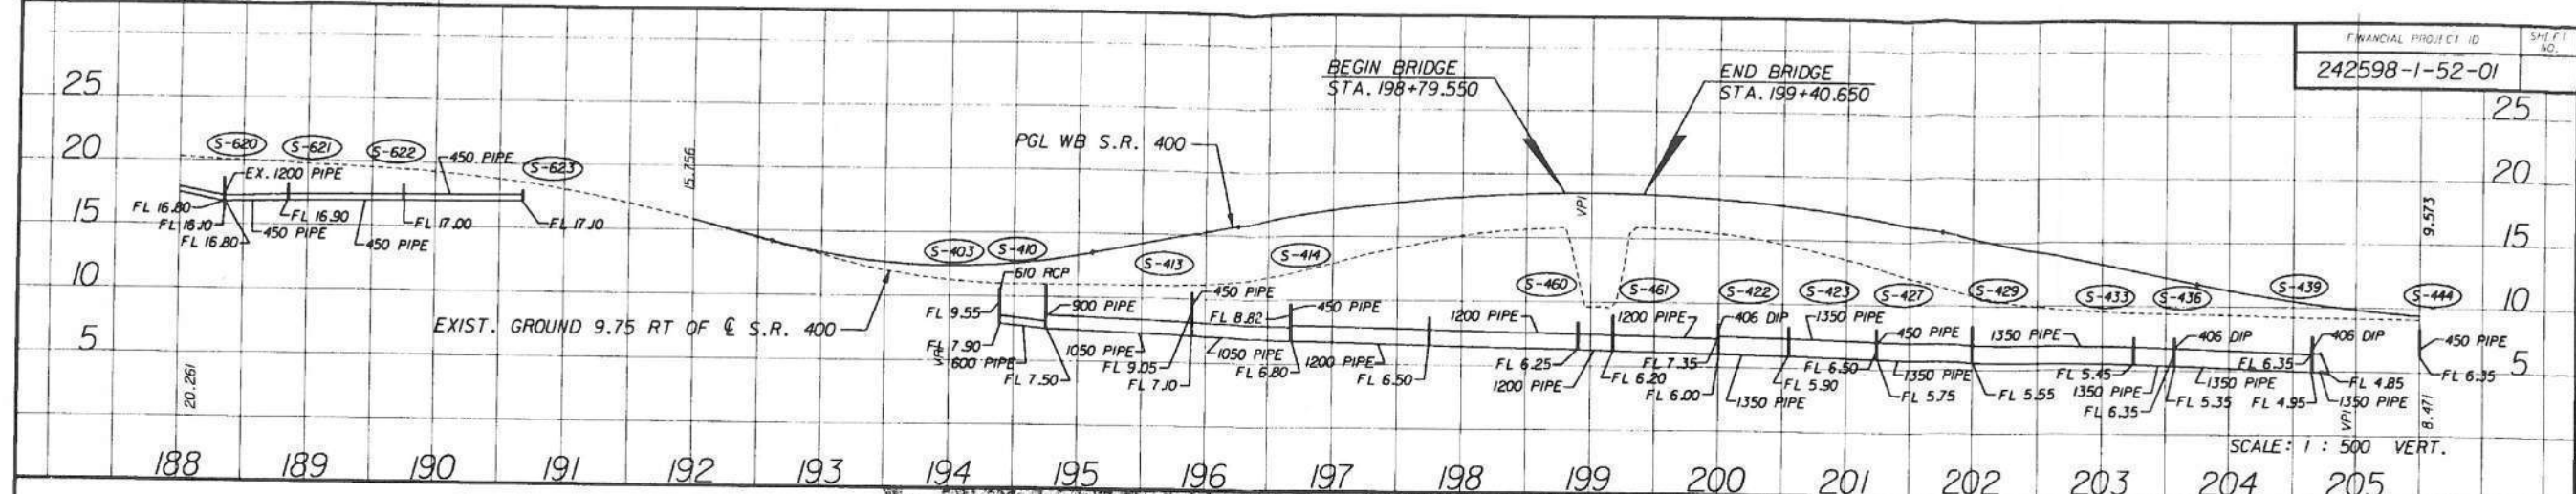 FINANCIAL PROJECT ID
SHEET NO.
242598-1-52-01
BEGIN BRIDGE
STA. 198+79.550
END BRIDGE
STA. 199+40.650
25
25
20
20
15
15
10
10
5
5
PGL WB S.R. 400
S-620
S-621
S-622
450 PIPE
S-623
EX. 1200 PIPE
15.756
VPI
9.573
FL 16.80
FL 16.10
FL 16.80
450 PIPE
FL 16.90
450 PIPE
FL 17.00
FL 17.10
S-403
S-410
S-413
S-414
S-460
S-461
S-422
S-423
S-427
S-429
S-433
S-436
S-439
S-444
610 RCP
FL 9.55
900 PIPE
450 PIPE
FL 8.82
450 PIPE
1200 PIPE
1200 PIPE
406 DIP
1350 PIPE
450 PIPE
1350 PIPE
406 DIP
406 DIP
450 PIPE
EXIST. GROUND 9.75 RT OF ℄ S.R. 400
FL 7.90
600 PIPE
FL 7.50
1050 PIPE
FL 9.05
FL 7.10
1050 PIPE
FL 6.80
1200 PIPE
FL 6.50
FL 6.25
1200 PIPE
FL 6.20
FL 7.35
FL 6.00
1350 PIPE
FL 5.90
FL 6.50
1350 PIPE
FL 5.75
FL 5.55
FL 5.45
1350 PIPE
FL 6.35
1350 PIPE
FL 5.35
FL 6.35
FL 4.95
FL 4.85
1350 PIPE
FL 6.35
20.261
VPI
8.471
SCALE: 1 : 500 VERT.
188 189 190 191 192 193 194 195 196 197 198 199 200 201 202 203 204 205